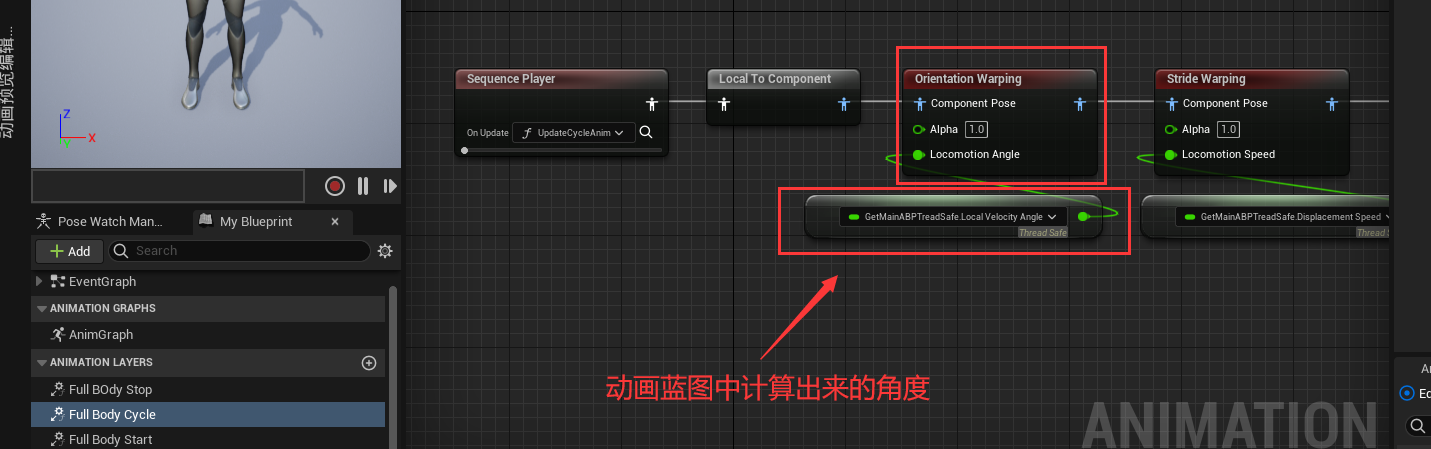 动画预览编辑...
Z
X
Y
Pose Watch Man...
My Blueprint
Add
Search
EventGraph
ANIMATION GRAPHS
AnimGraph
ANIMATION LAYERS
Full BOdy Stop
Full Body Cycle
Full Body Start
Sequence Player
On Update
UpdateCycleAnim
Local To Component
Orientation Warping
Component Pose
Alpha 1.0
Locomotion Angle
GetMainABPTreadSafe.Local Velocity Angle
Thread Safe
Stride Warping
Component Pose
Alpha 1.0
Locomotion Speed
GetMainABPTreadSafe.Displacement Speed
Thread S
动画蓝图中计算出来的角度
ANIMATION
An
Ed